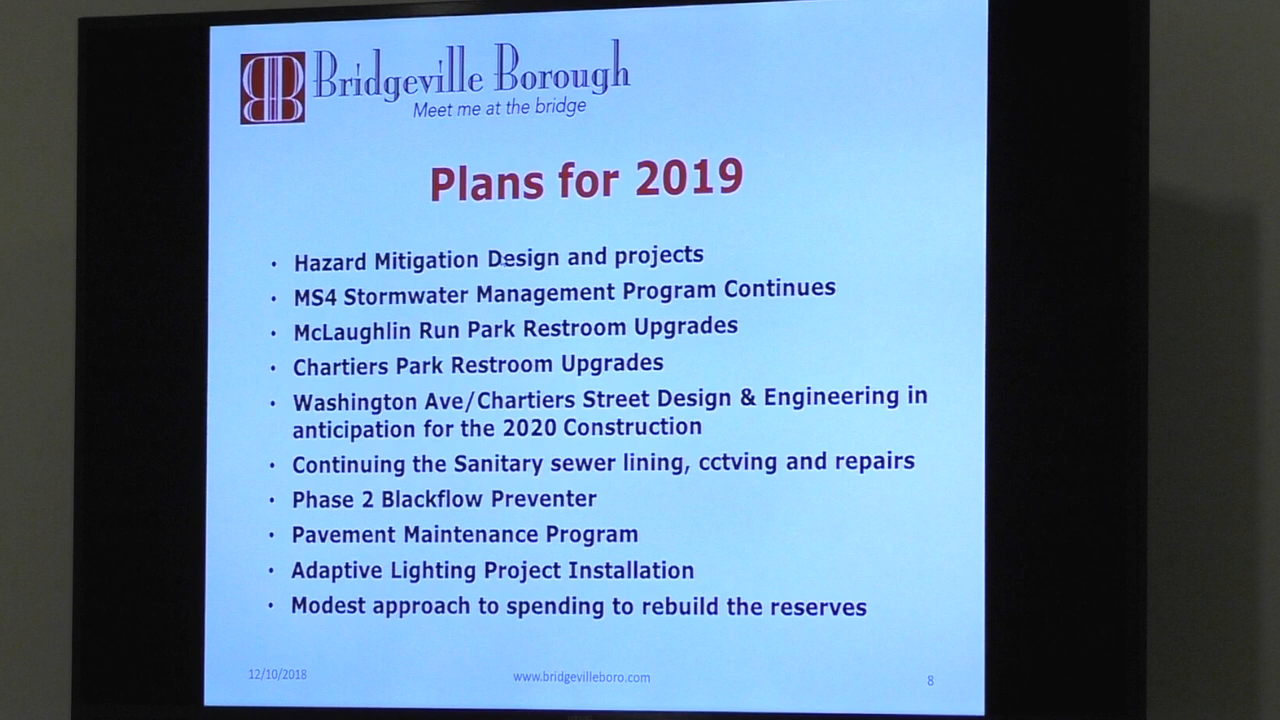 BB Bridgeville Borough
Meet me at the bridge
Plans for 2019
• Hazard Mitigation Design and projects
• MS4 Stormwater Management Program Continues
• McLaughlin Run Park Restroom Upgrades
• Chartiers Park Restroom Upgrades
• Washington Ave/Chartiers Street Design & Engineering in
anticipation for the 2020 Construction
• Continuing the Sanitary sewer lining, cctving and repairs
• Phase 2 Blackflow Preventer
• Pavement Maintenance Program
• Adaptive Lighting Project Installation
• Modest approach to spending to rebuild the reserves
12/10/2018 www.bridgevilleboro.com 8